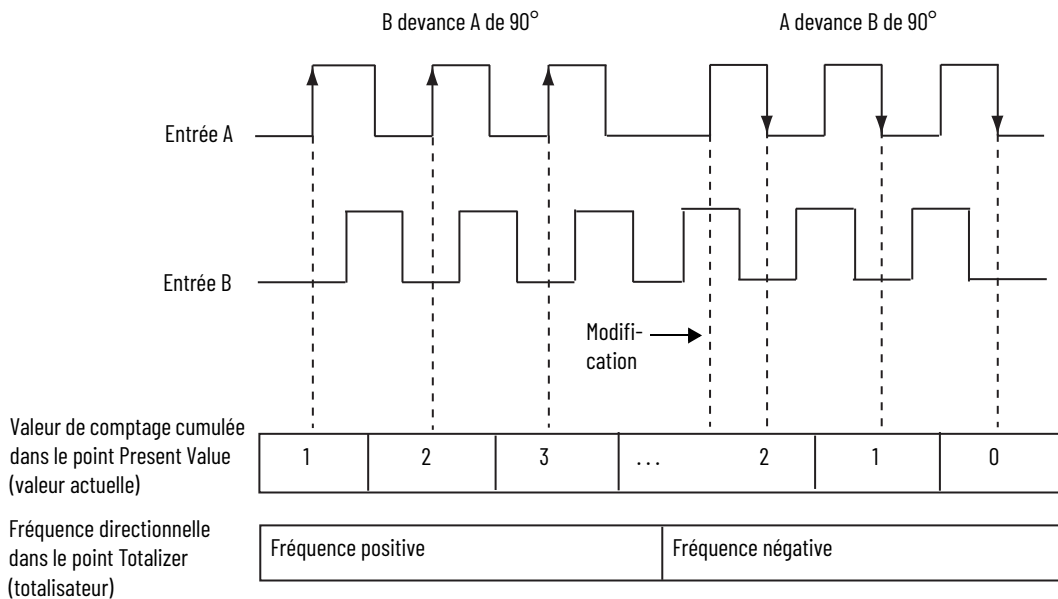 B devance A de 90°
A devance B de 90°
Entrée A
Entrée B
Modifi-
cation
Valeur de comptage cumulée
dans le point Present Value
(valeur actuelle)
1 2 3 ... 2 1 0
Fréquence directionnelle
dans le point Totalizer
(totalisateur)
Fréquence positive
Fréquence négative